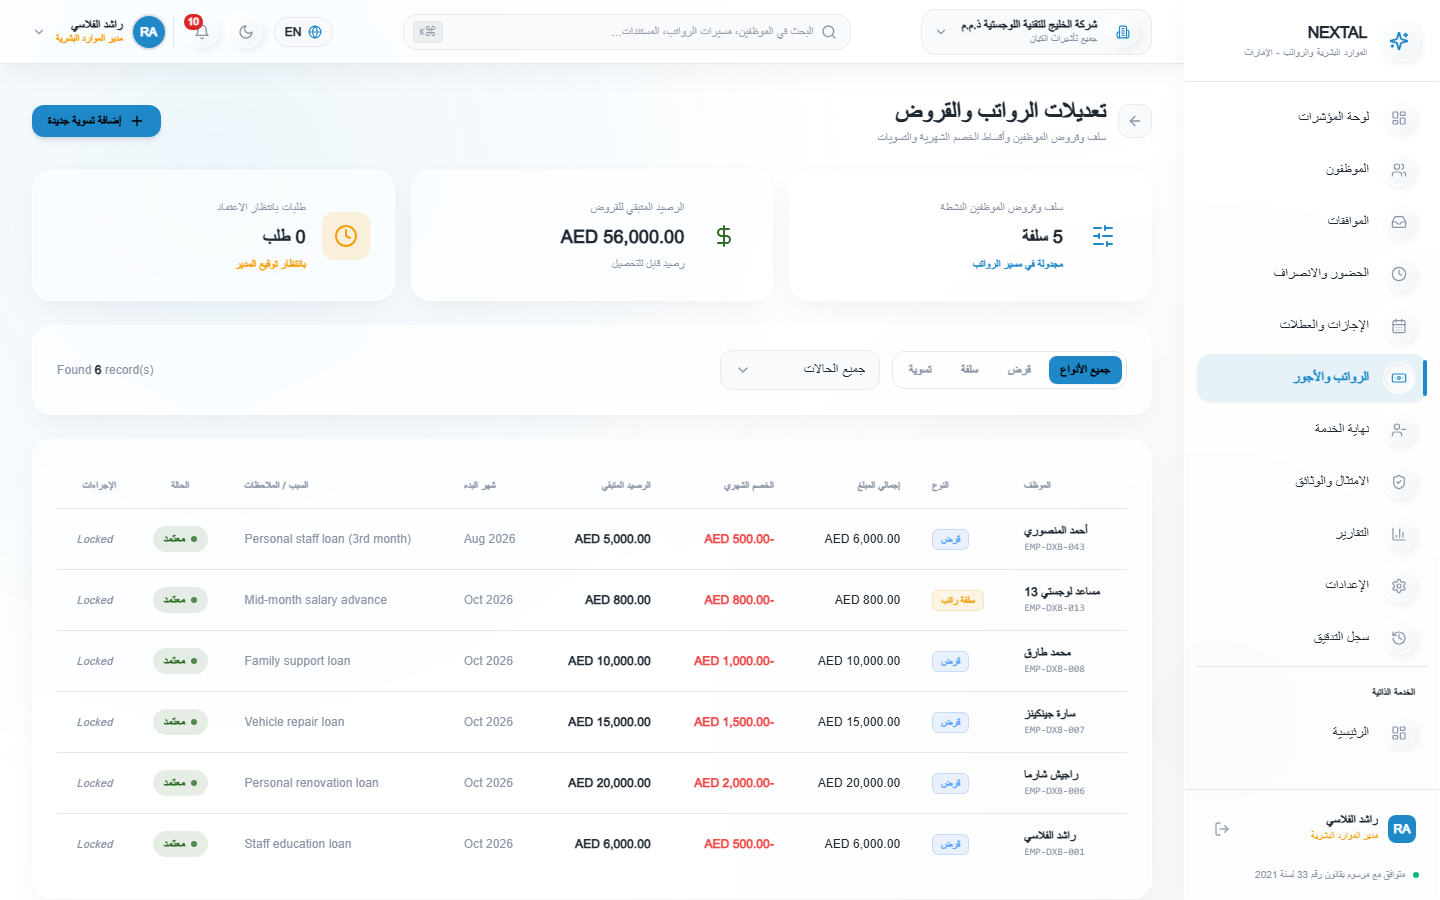 NEXTAL
الموارد البشرية والرواتب - الإمارات
لوحة المؤشرات
الموظفون
الموافقات
الحضور والانصراف
الإجازات والعطلات
الرواتب والأجور
نهاية الخدمة
الامتثال والوثائق
التقارير
الإعدادات
سجل التدقيق
الخدمة الذاتية
الرئيسية
RA
راشد الفلاسي
مدير الموارد البشرية
متوافق مع مرسوم بقانون رقم 33 لسنة 2021
شركة الخليج للتقنية اللوجستية ذ.م.م
جميع تأشيرات الكيان
البحث في الموظفين، مسيرات الرواتب، المستندات...
⌘K
EN
10
RA
راشد الفلاسي
مدير الموارد البشرية
تعديلات الرواتب والقروض
سلف وقروض الموظفين وأقساط الخصم الشهرية والتسويات
إضافة تسوية جديدة
سلف وقروض الموظفين النشطة
5 سلفة
مجدولة في مسير الرواتب
الرصيد المتبقي للقروض
AED 56,000.00
رصيد قابل للتحصيل
طلبات بانتظار الاعتماد
0 طلب
بانتظار توقيع المدير
جميع الأنواع قرض سلفة تسوية
جميع الحالات
Found 6 record(s)
الموظف النوع إجمالي المبلغ الخصم الشهري الرصيد المتبقي شهر البدء السبب / الملاحظات الحالة الإجراءات
أحمد المنصوري
EMP-DXB-043
قرض AED 6,000.00 AED 500.00- AED 5,000.00 Aug 2026 Personal staff loan (3rd month) معتمد Locked
مساعد لوجستي 13
EMP-DXB-013
سلفة راتب AED 800.00 AED 800.00- AED 800.00 Oct 2026 Mid-month salary advance معتمد Locked
محمد طارق
EMP-DXB-008
قرض AED 10,000.00 AED 1,000.00- AED 10,000.00 Oct 2026 Family support loan معتمد Locked
سارة جينكينز
EMP-DXB-007
قرض AED 15,000.00 AED 1,500.00- AED 15,000.00 Oct 2026 Vehicle repair loan معتمد Locked
راجيش شارما
EMP-DXB-006
قرض AED 20,000.00 AED 2,000.00- AED 20,000.00 Oct 2026 Personal renovation loan معتمد Locked
راشد الفلاسي
EMP-DXB-001
قرض AED 6,000.00 AED 500.00- AED 6,000.00 Oct 2026 Staff education loan معتمد Locked